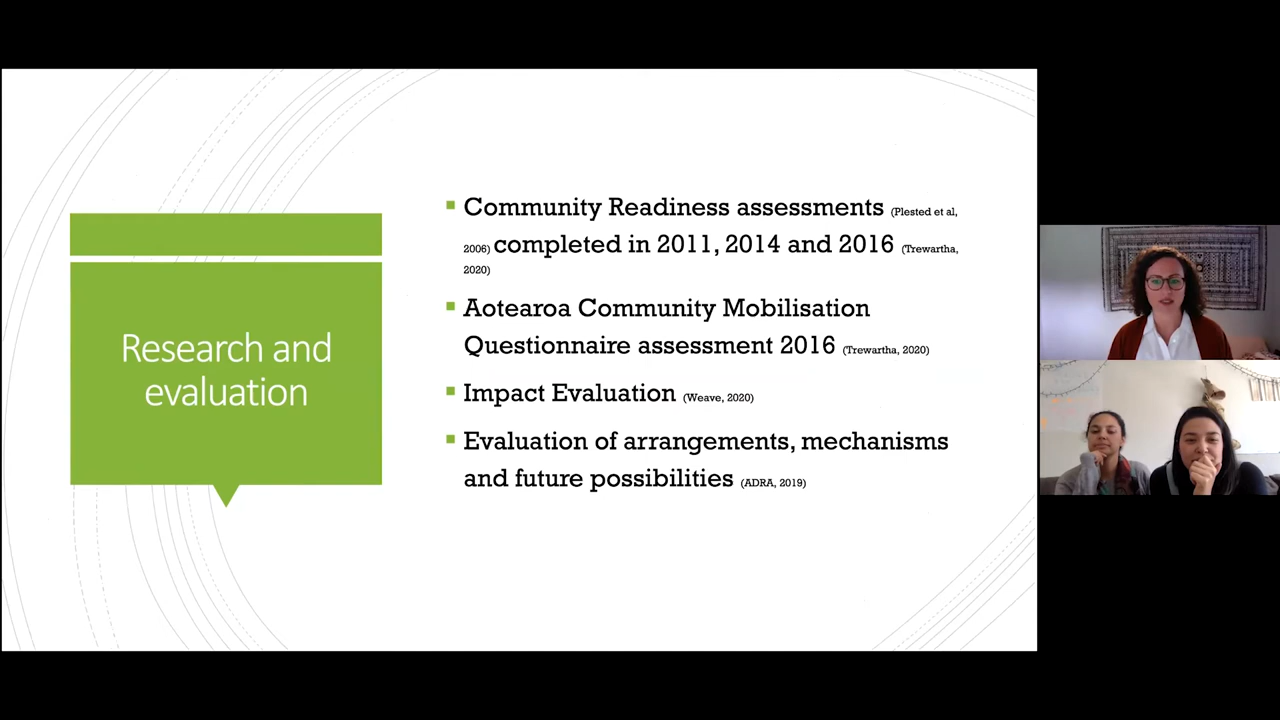 Research and
evaluation
Community Readiness assessments (Plested et al,
2006) completed in 2011, 2014 and 2016 (Trewartha,
2020)
Aotearoa Community Mobilisation
Questionnaire assessment 2016 (Trewartha, 2020)
Impact Evaluation (Weave, 2020)
Evaluation of arrangements, mechanisms
and future possibilities (ADRA, 2019)